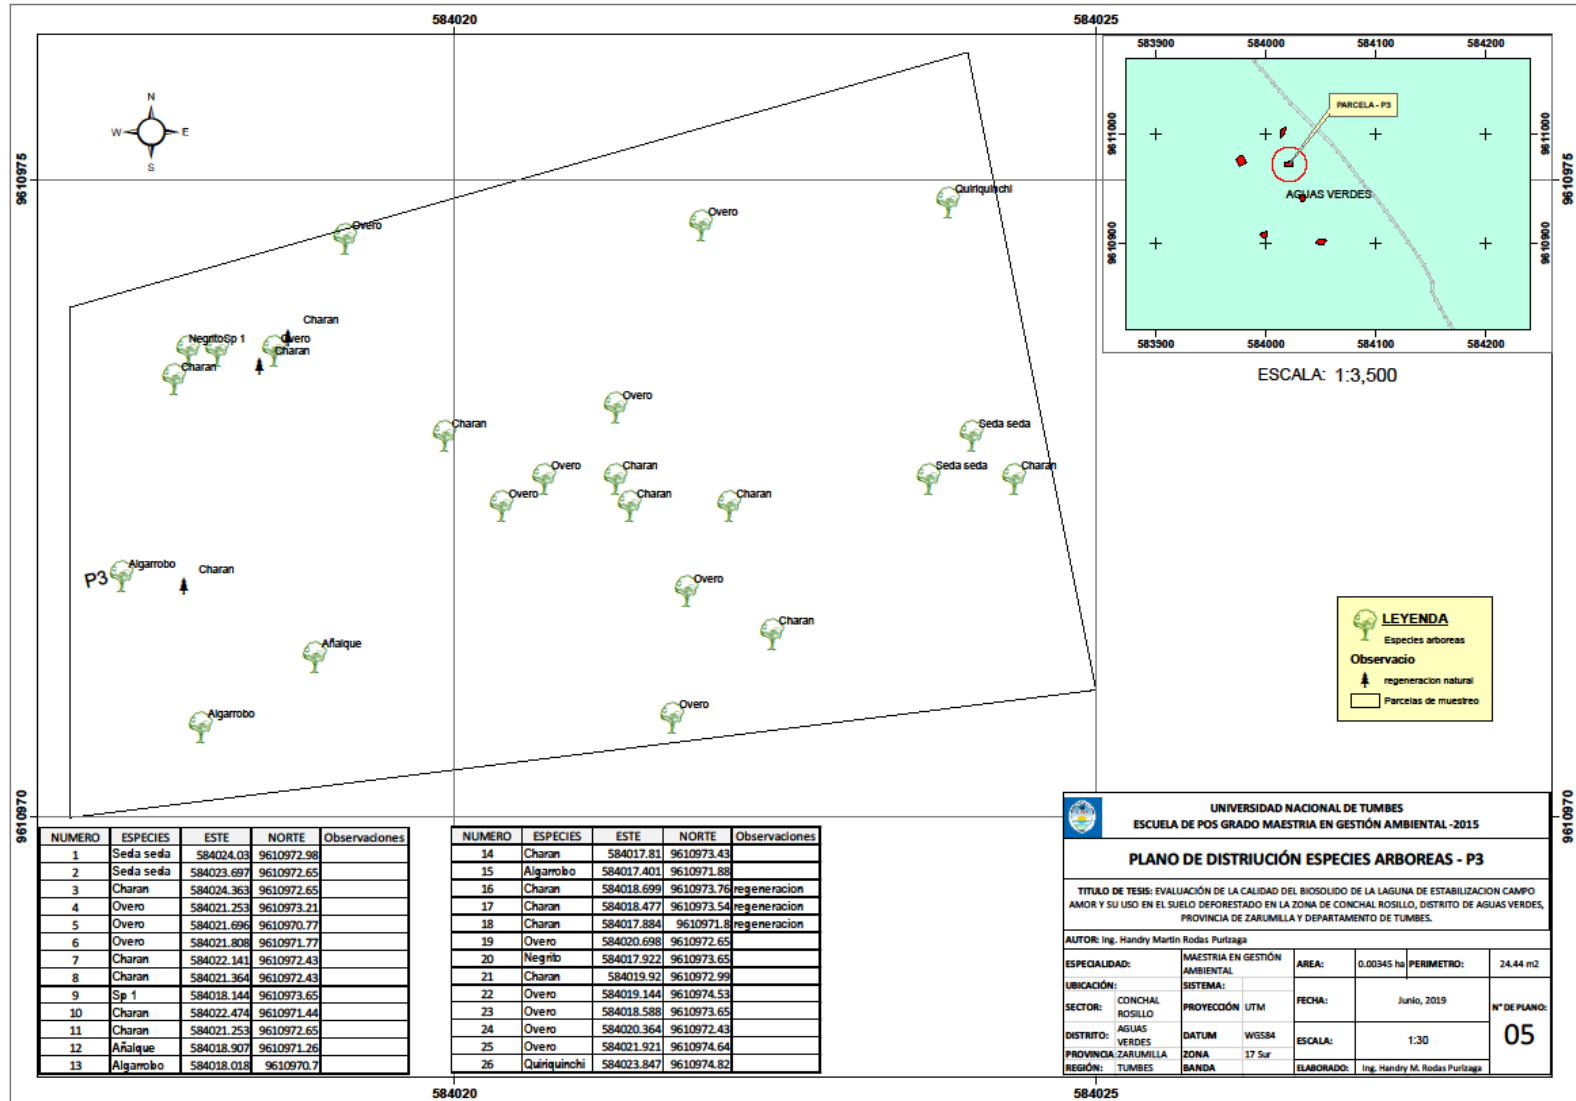 584020 584025
583900 584000 584100 584200
N
W E
S
PARCELA - P3
9611000 9611000
9610975 9610975
AGUAS VERDES
9610900 9610900
583900 584000 584100 584200
ESCALA: 1:3,500
Quiriquinchi
Overo
Overo
Charan
Negrito Sp 1 Overo
Charan
Charan
Overo
Charan
Seda seda
Overo Charan Seda seda Charan
Overo Charan Charan
P3 Algarrobo Charan
Overo
Charan
Añalque
Algarrobo
Overo
LEYENDA
Especies arboreas
Observacio
regeneracion natural
Parcelas de muestreo
9610970 9610970
NUMERO ESPECIES ESTE NORTE Observaciones
1 Seda seda 584024.03 9610972.98
2 Seda seda 584023.697 9610972.65
3 Charan 584024.363 9610972.65
4 Overo 584021.253 9610973.21
5 Overo 584021.696 9610970.77
6 Overo 584021.808 9610971.77
7 Charan 584022.141 9610972.43
8 Charan 584021.364 9610972.43
9 Sp 1 584018.144 9610973.65
10 Charan 584022.474 9610971.44
11 Charan 584021.253 9610972.65
12 Añalque 584018.907 9610971.26
13 Algarrobo 584018.018 9610970.7
NUMERO ESPECIES ESTE NORTE Observaciones
14 Charan 584017.81 9610973.43
15 Algarrobo 584017.401 9610971.88
16 Charan 584018.699 9610973.76 regeneracion
17 Charan 584018.477 9610973.54 regeneracion
18 Charan 584017.884 9610971.8 regeneracion
19 Overo 584020.698 9610972.65
20 Negrito 584017.922 9610973.65
21 Charan 584019.92 9610972.99
22 Overo 584019.144 9610974.53
23 Overo 584018.588 9610973.65
24 Overo 584020.364 9610972.43
25 Overo 584021.921 9610974.64
26 Quiriquinchi 584023.847 9610974.82
UNIVERSIDAD NACIONAL DE TUMBES
ESCUELA DE POS GRADO MAESTRIA EN GESTIÓN AMBIENTAL -2015
PLANO DE DISTRIUCIÓN ESPECIES ARBOREAS - P3
TITULO DE TESIS: EVALUACIÓN DE LA CALIDAD DEL BIOSOLIDO DE LA LAGUNA DE ESTABILIZACION CAMPO
AMOR Y SU USO EN EL SUELO DEFORESTADO EN LA ZONA DE CONCHAL ROSILLO, DISTRITO DE AGUAS VERDES,
PROVINCIA DE ZARUMILLA Y DEPARTAMENTO DE TUMBES.
AUTOR: Ing. Handry Martin Rodas Purizaga
ESPECIALIDAD: MAESTRIA EN GESTIÓN AMBIENTAL AREA: 0.00345 ha PERIMETRO: 24.44 m2
UBICACIÓN: SISTEMA:
SECTOR: CONCHAL ROSILLO PROYECCIÓN UTM FECHA: Junio, 2019 N° DE PLANO:
DISTRITO: AGUAS VERDES DATUM WGS84 ESCALA: 1:30 05
PROVINCIA: ZARUMILLA ZONA 17 Sur
REGIÓN: TUMBES BANDA ELABORADO: Ing. Handry M. Rodas Purizaga
584020 584025